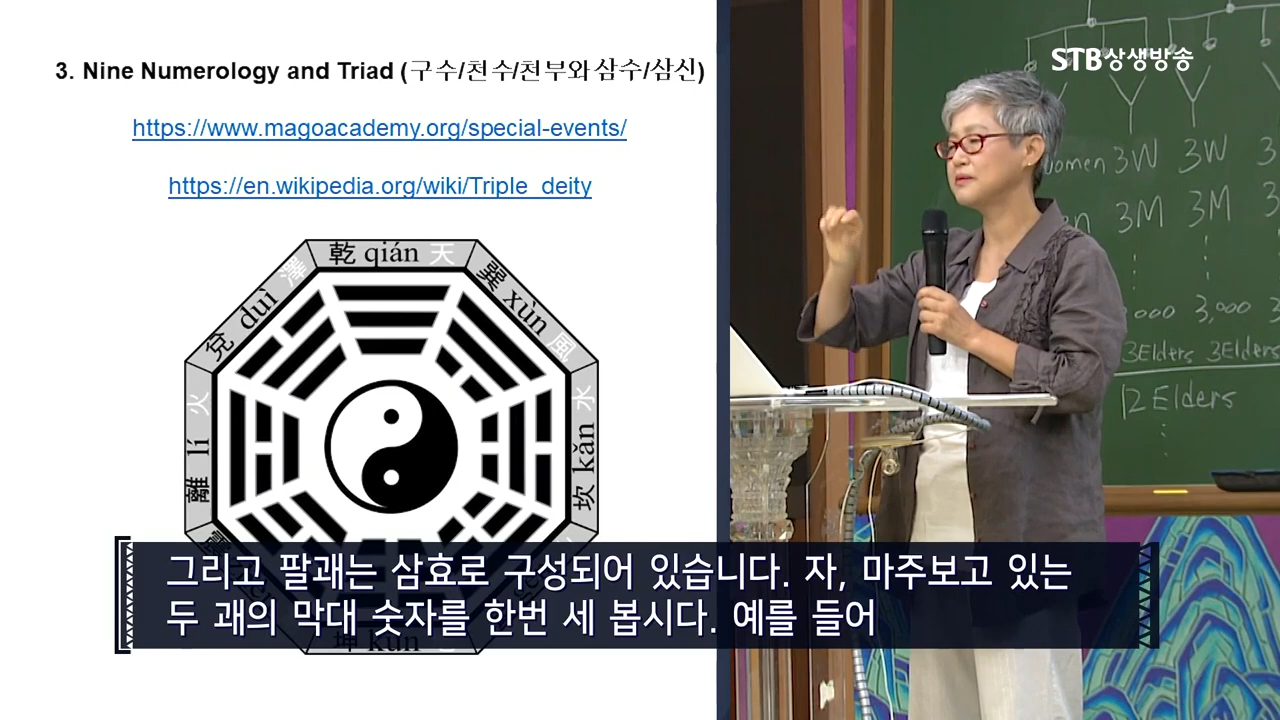 3. Nine Numerology and Triad (구수/천수/천부와 삼수/삼신)
https://www.magoacademy.org/special-events/
https://en.wikipedia.org/wiki/Triple_deity
乾 qián 天
巽 xùn 風
水 坎 kǎn
兌 duì 澤
火 離 lí
坤 kūn
STB상생방송
women 3W 3W 3
3M 3M 3
3,000
3Elders 3Elders
12 Elders
그리고 팔괘는 삼효로 구성되어 있습니다. 자, 마주보고 있는
두 괘의 막대 숫자를 한번 세 봅시다. 예를 들어